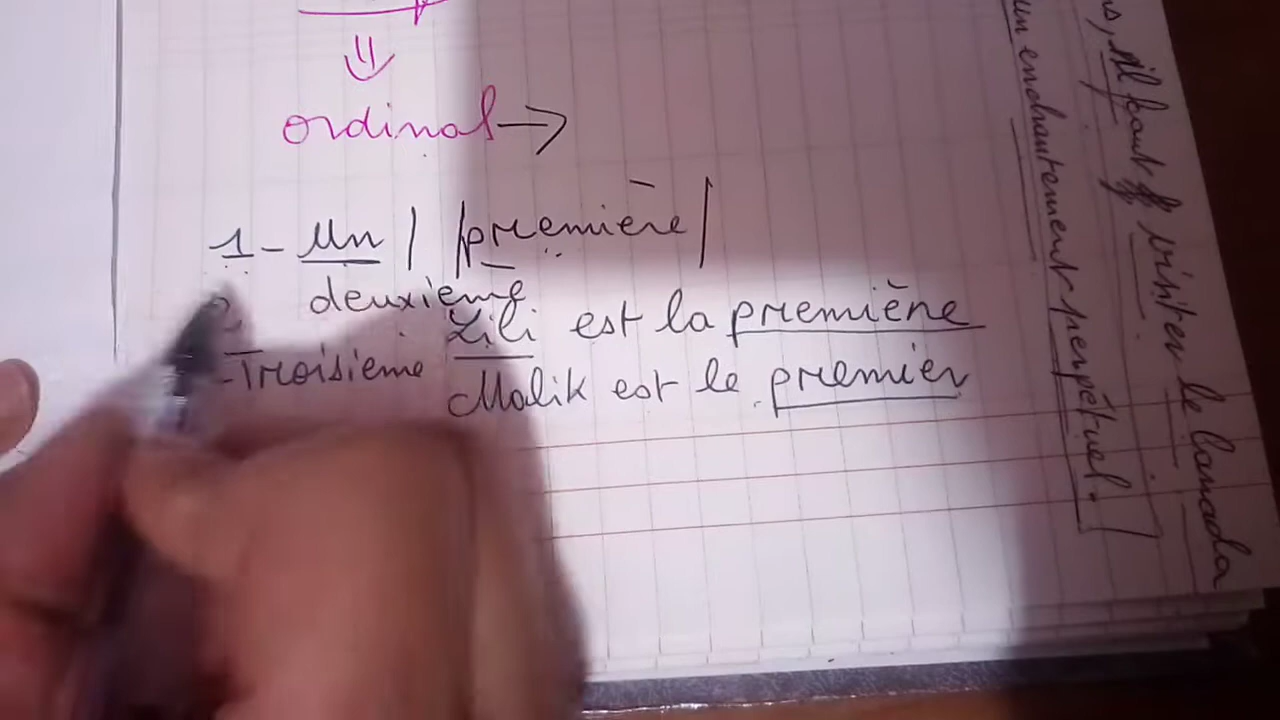 ordinal →
1 - Un | |première|
deuxième
Lili est la première
- Troisième
Malik est le premier
il faut visiter le Canada
un enchantement perpétuel.